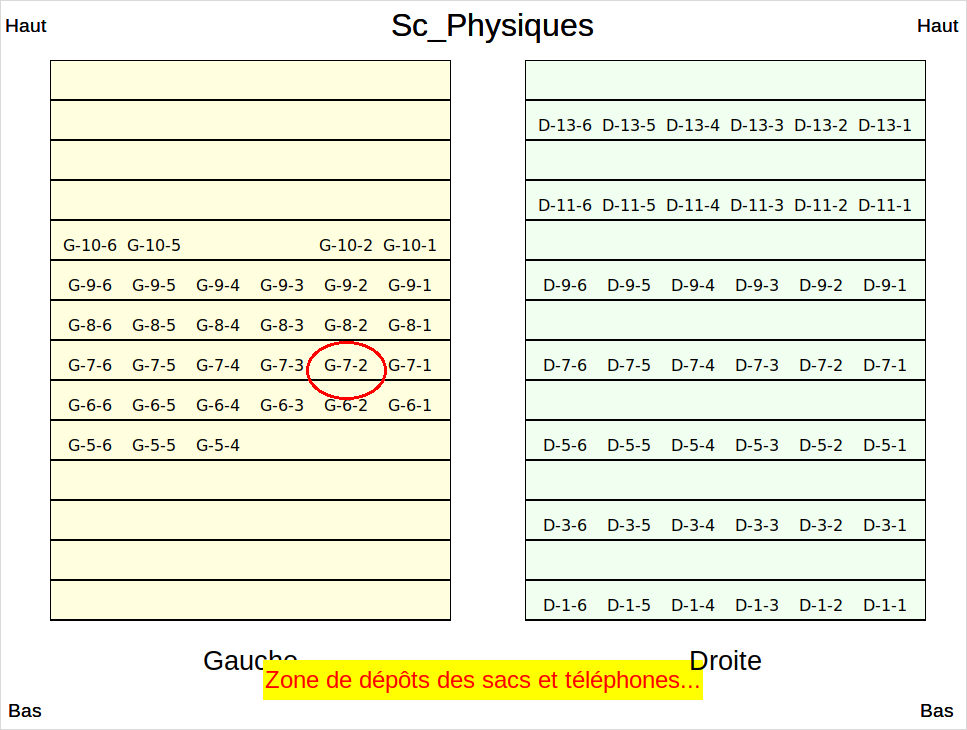 Haut Sc_Physiques Haut
D-13-6 D-13-5 D-13-4 D-13-3 D-13-2 D-13-1
D-11-6 D-11-5 D-11-4 D-11-3 D-11-2 D-11-1
G-10-6 G-10-5 G-10-2 G-10-1
G-9-6 G-9-5 G-9-4 G-9-3 G-9-2 G-9-1 D-9-6 D-9-5 D-9-4 D-9-3 D-9-2 D-9-1
G-8-6 G-8-5 G-8-4 G-8-3 G-8-2 G-8-1
G-7-6 G-7-5 G-7-4 G-7-3 G-7-2 G-7-1 D-7-6 D-7-5 D-7-4 D-7-3 D-7-2 D-7-1
G-6-6 G-6-5 G-6-4 G-6-3 G-6-2 G-6-1
G-5-6 G-5-5 G-5-4 D-5-6 D-5-5 D-5-4 D-5-3 D-5-2 D-5-1
D-3-6 D-3-5 D-3-4 D-3-3 D-3-2 D-3-1
D-1-6 D-1-5 D-1-4 D-1-3 D-1-2 D-1-1
Gauche Droite
Zone de dépôts des sacs et téléphones...
Bas Bas